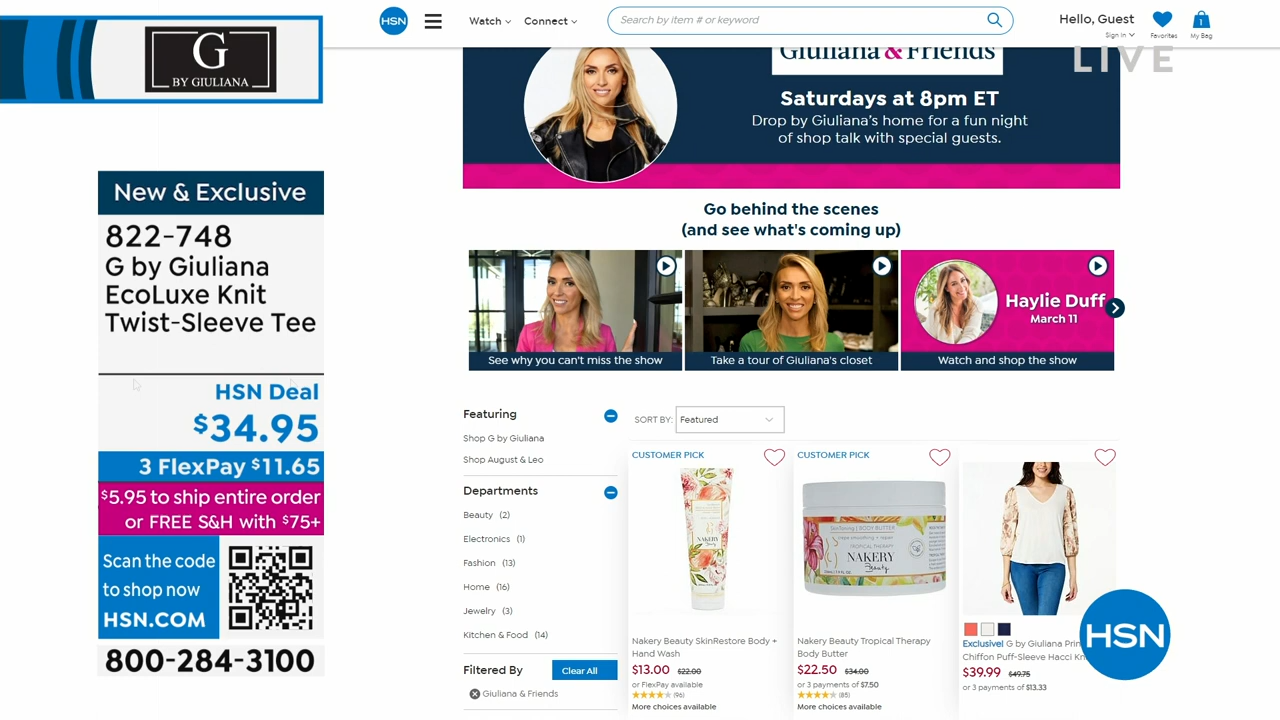 G
BY GIULIANA
New & Exclusive
822-748
G by Giuliana
EcoLuxe Knit
Twist-Sleeve Tee
HSN Deal
$34.95
3 FlexPay $11.65
$5.95 to ship entire order
or FREE S&H with $75+
Scan the code
to shop now
HSN.COM
800-284-3100
HSN
Watch
Connect
Search by item # or keyword
Hello, Guest
Sign In
Favorites
1
My Bag
LIVE
Giuliana & Friends
Saturdays at 8pm ET
Drop by Giuliana's home for a fun night
of shop talk with special guests.
Go behind the scenes
(and see what's coming up)
See why you can't miss the show
Take a tour of Giuliana's closet
Haylie Duff
March 11
Watch and shop the show
Featuring
Shop G by Giuliana
Shop August & Leo
Departments
Beauty (2)
Electronics (1)
Fashion (13)
Home (16)
Jewelry (3)
Kitchen & Food (14)
Filtered By
Clear All
Giuliana & Friends
SORT BY: Featured
CUSTOMER PICK
NAKERY
Beauty
Nakery Beauty SkinRestore Body +
Hand Wash
$13.00 $22.00
or FlexPay available
(96)
More choices available
CUSTOMER PICK
BODY BUTTER
TROPICAL THERAPY
NAKERY
Beauty
Nakery Beauty Tropical Therapy
Body Butter
$22.50 $34.00
or 3 payments of $7.50
(85)
More choices available
Exclusive! G by Giuliana
Chiffon Puff-Sleeve Hacci
$39.99 $49.75
or 3 payments of $13.33
HSN